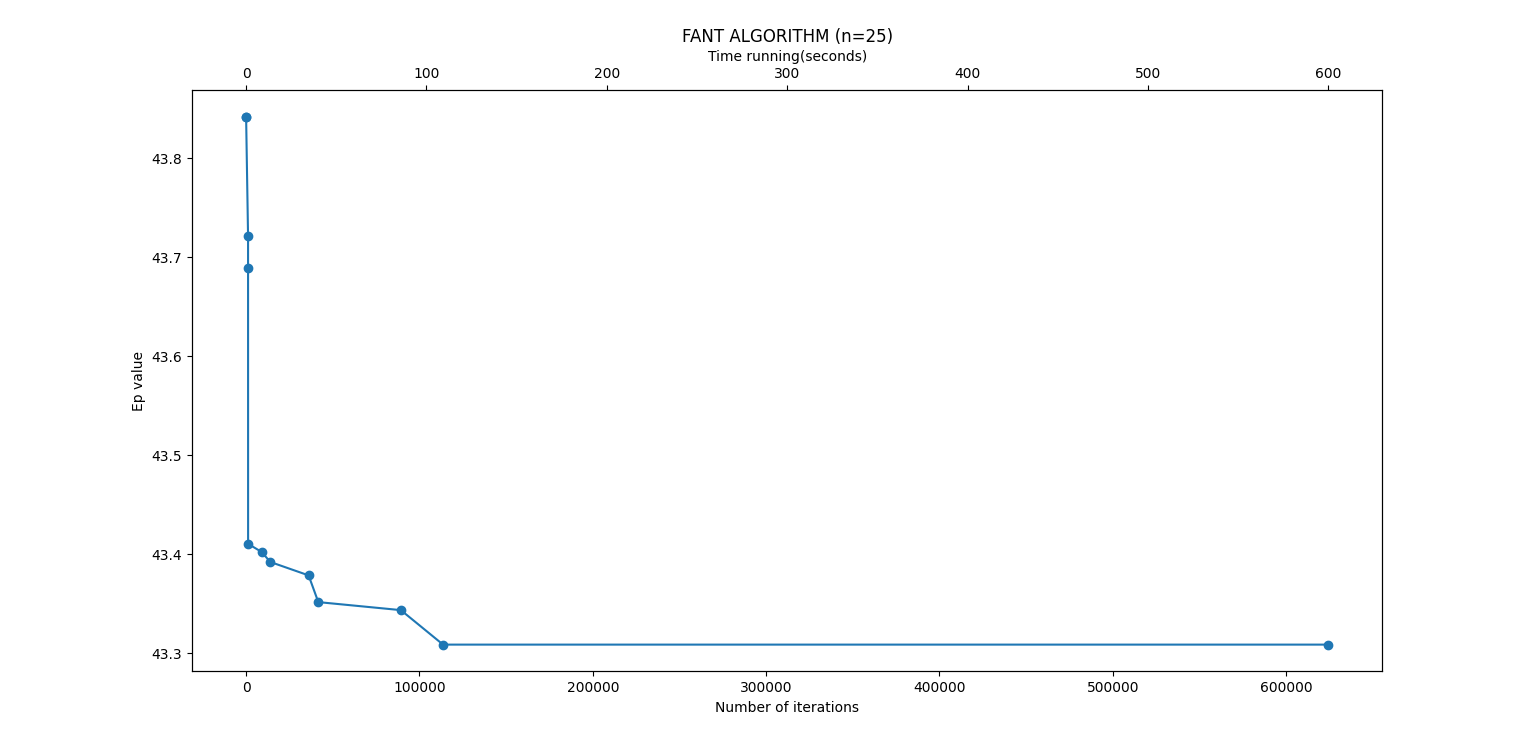 FANT ALGORITHM (n=25)
Time running(seconds)
0 100 200 300 400 500 600
43.8
43.7
43.6
43.5
43.4
43.3
Ep value
0 100000 200000 300000 400000 500000 600000
Number of iterations